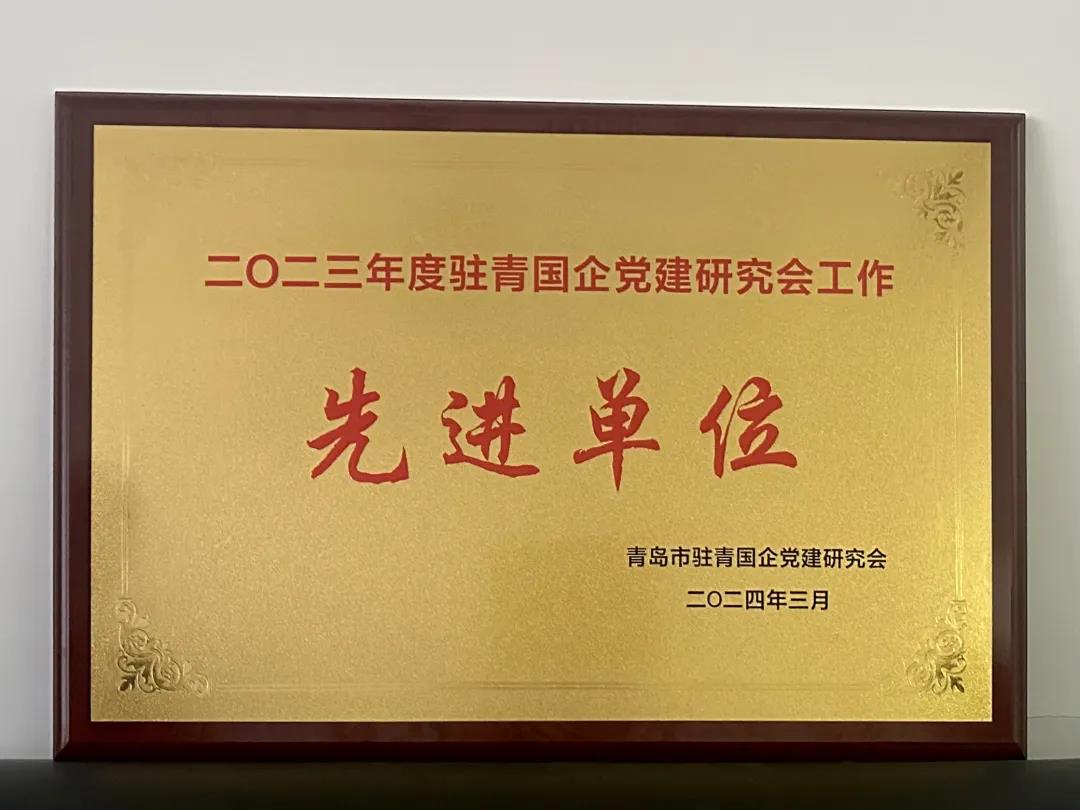 二〇二三年度驻青国企党建研究会工作
先进单位
青岛市驻青国企党建研究会
二〇二四年三月